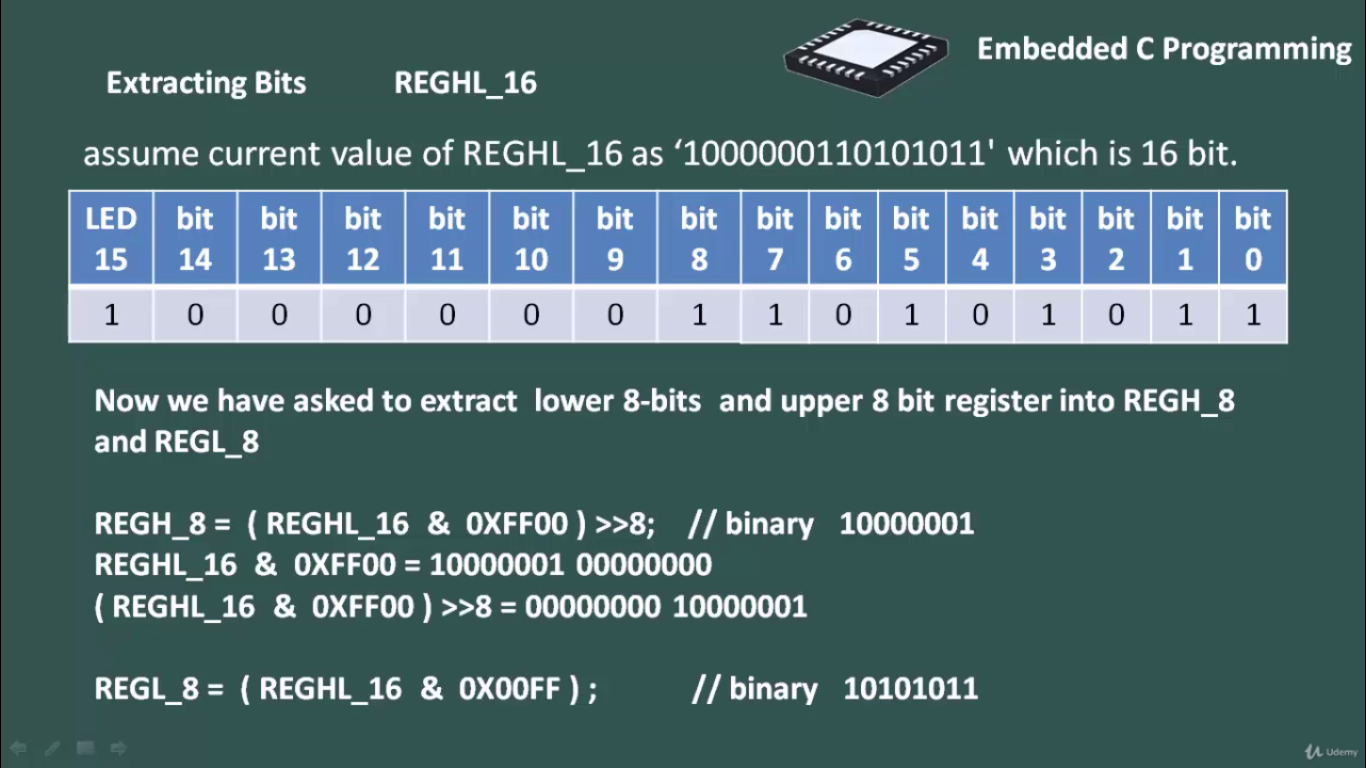 Embedded C Programming
Extracting Bits REGHL_16
assume current value of REGHL_16 as ‘1000000110101011' which is 16 bit.
LED 15 bit 14 bit 13 bit 12 bit 11 bit 10 bit 9 bit 8 bit 7 bit 6 bit 5 bit 4 bit 3 bit 2 bit 1 bit 0
1 0 0 0 0 0 0 1 1 0 1 0 1 0 1 1
Now we have asked to extract lower 8-bits and upper 8 bit register into REGH_8
and REGL_8
REGH_8 = ( REGHL_16 & 0XFF00 ) >>8; // binary 10000001
REGHL_16 & 0XFF00 = 10000001 00000000
( REGHL_16 & 0XFF00 ) >>8 = 00000000 10000001
REGL_8 = ( REGHL_16 & 0X00FF ) ; // binary 10101011
Udemy